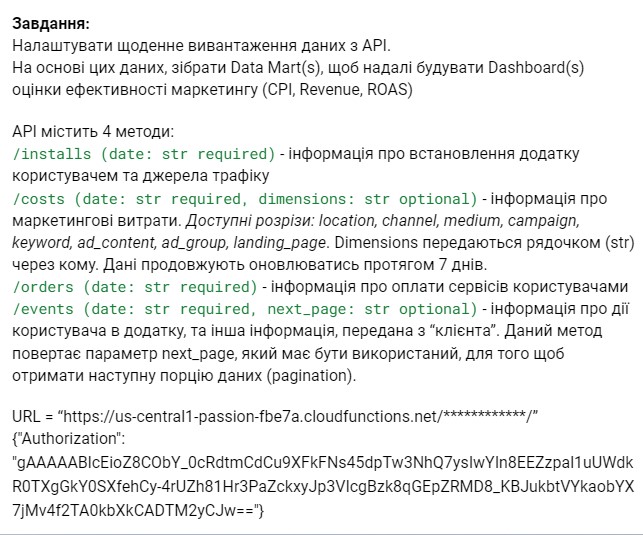 Завдання:
Налаштувати щоденне вивантаження даних з API.
На основі цих даних, зібрати Data Mart(s), щоб надалі будувати Dashboard(s)
оцінки ефективності маркетингу (CPI, Revenue, ROAS)
API містить 4 методи:
/installs (date: str required) - інформація про встановлення додатку
користувачем та джерела трафіку
/costs (date: str required, dimensions: str optional) - інформація про
маркетингові витрати. Доступні розрізи: location, channel, medium, campaign,
keyword, ad_content, ad_group, landing_page. Dimensions передаються рядочком (str)
через кому. Дані продовжують оновлюватись протягом 7 днів.
/orders (date: str required) - інформація про оплати сервісів користувачами
/events (date: str required, next_page: str optional) - інформація про дії
користувача в додатку, та інша інформація, передана з “клієнта”. Даний метод
повертає параметр next_page, який має бути використаний, для того щоб
отримати наступну порцію даних (pagination).
URL = “https://us-central1-passion-fbe7a.cloudfunctions.net/************/”
{"Authorization":
"gAAAAABlcEioZ8CObY_0cRdtmCdCu9XFkFNs45dpTw3NhQ7yslwYln8EEZzpaI1uUWdk
R0TXgGkY0SXfehCy-4rUZh81Hr3PaZckxyJp3VlcgBzk8qGEpZRMD8_KBJukbtVYkaobYX
7jMv4f2TA0kbXkCADTM2yCJw=="}